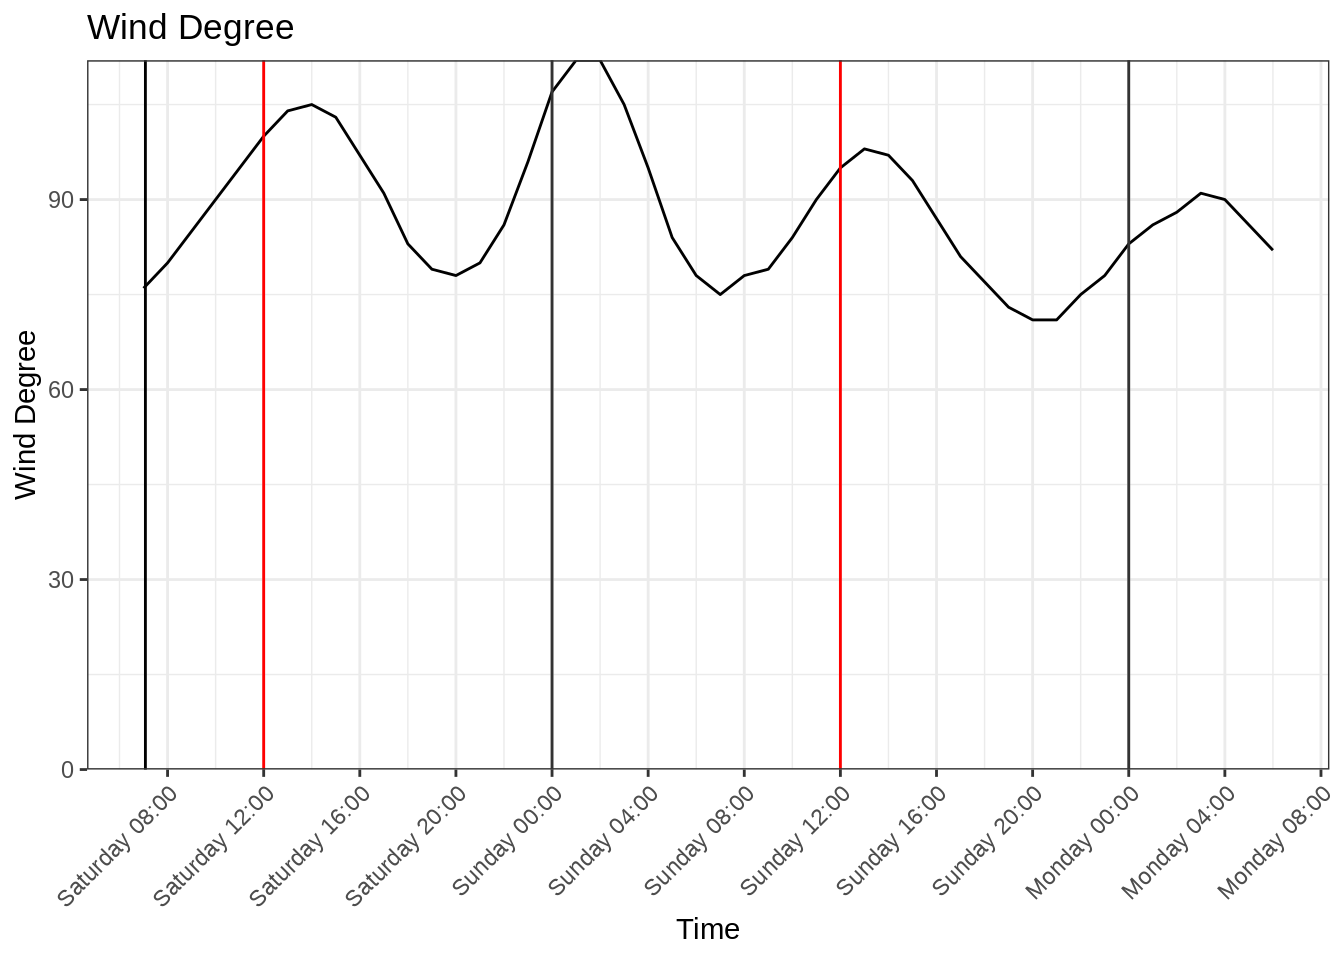 Wind Degree
Wind Degree
90
60
30
0
Saturday 08:00
Saturday 12:00
Saturday 16:00
Saturday 20:00
Sunday 00:00
Sunday 04:00
Sunday 08:00
Sunday 12:00
Sunday 16:00
Sunday 20:00
Monday 00:00
Monday 04:00
Monday 08:00
Time